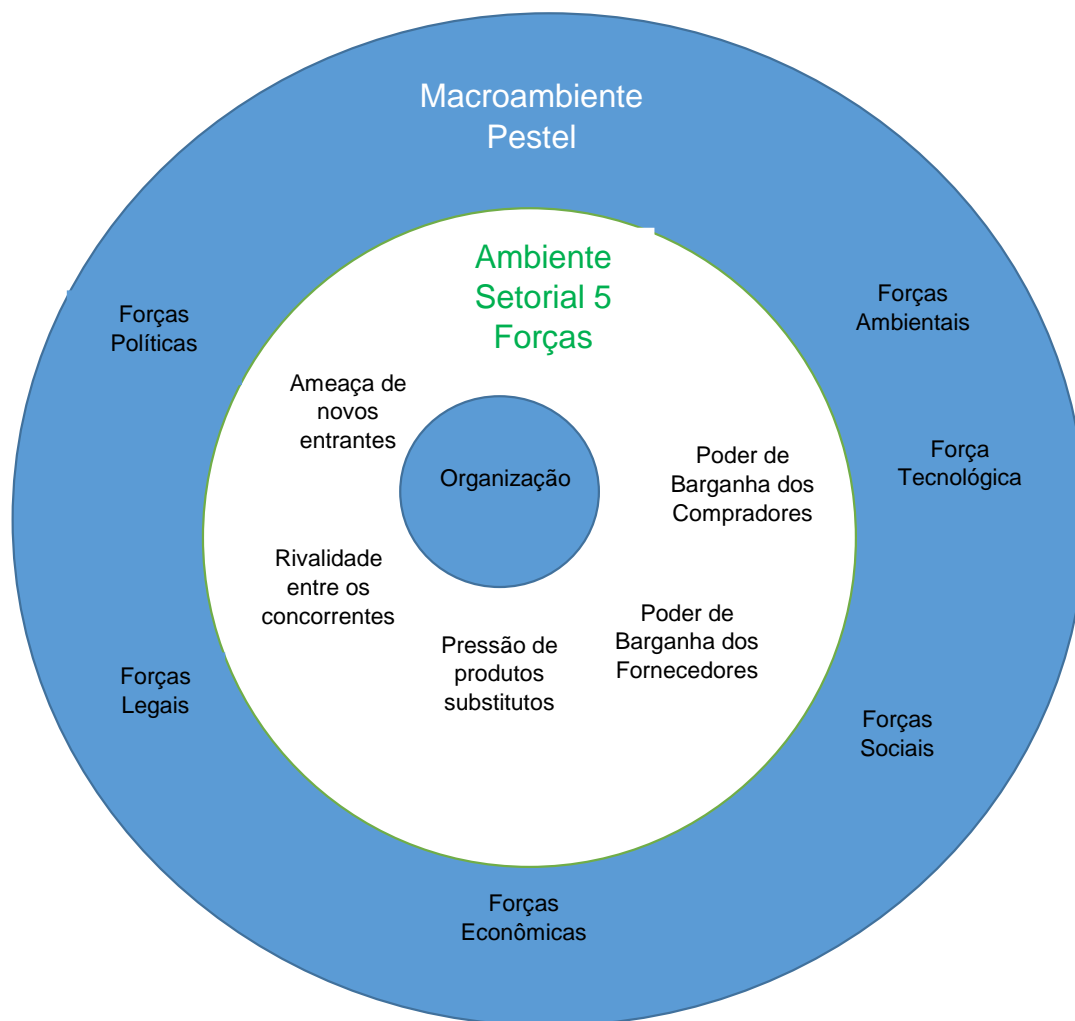 Macroambiente
Pestel
Ambiente
Setorial 5
Forças
Forças
Políticas
Forças
Ambientais
Ameaça de
novos
entrantes
Organização
Poder de
Barganha dos
Compradores
Força
Tecnológica
Rivalidade
entre os
concorrentes
Pressão de
produtos
substitutos
Poder de
Barganha dos
Fornecedores
Forças
Legais
Forças
Sociais
Forças
Econômicas